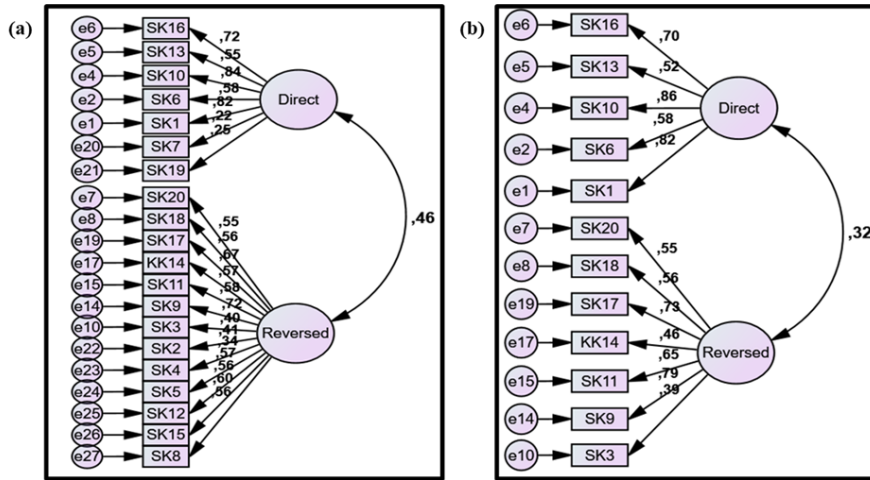 (a)
e6 SK16
,72
e5 SK13
,55
e4 SK10
,84
e2 SK6
,58
e1 SK1
,82
e20 SK7
,22
e21 SK19
,25
Direct
,46
e7 SK20
,55
e8 SK18
,56
e19 SK17
,67
e17 KK14
,57
e15 SK11
,58
e14 SK9
,72
e10 SK3
,40
e22 SK2
,41
e23 SK4
,34
e24 SK5
,57
e25 SK12
,56
e26 SK15
,60
e27 SK8
,56
Reversed
(b)
e6 SK16
,70
e5 SK13
,52
e4 SK10
,86
e2 SK6
,58
e1 SK1
,82
Direct
,32
e7 SK20
,55
e8 SK18
,56
e19 SK17
,73
e17 KK14
,46
e15 SK11
,65
e14 SK9
,79
e10 SK3
,39
Reversed